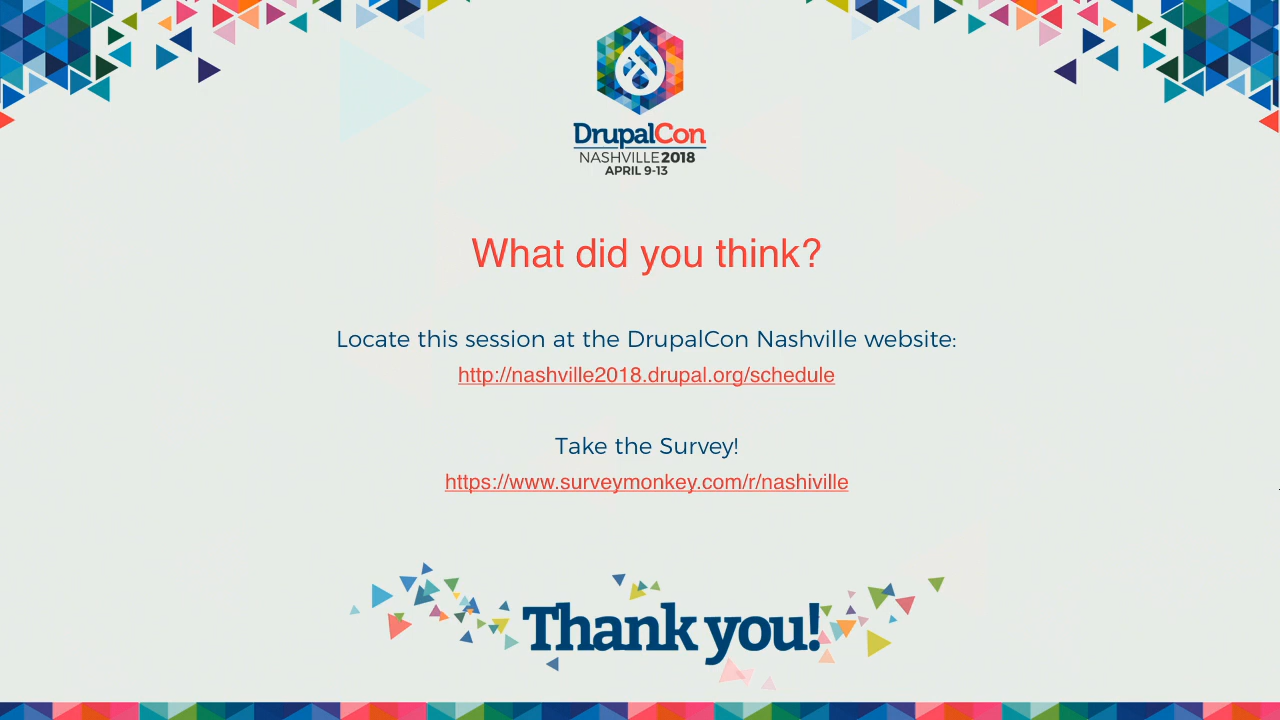 DrupalCon
NASHVILLE 2018
APRIL 9-13
What did you think?
Locate this session at the DrupalCon Nashville website:
http://nashville2018.drupal.org/schedule
Take the Survey!
https://www.surveymonkey.com/r/nashiville
Thank you!